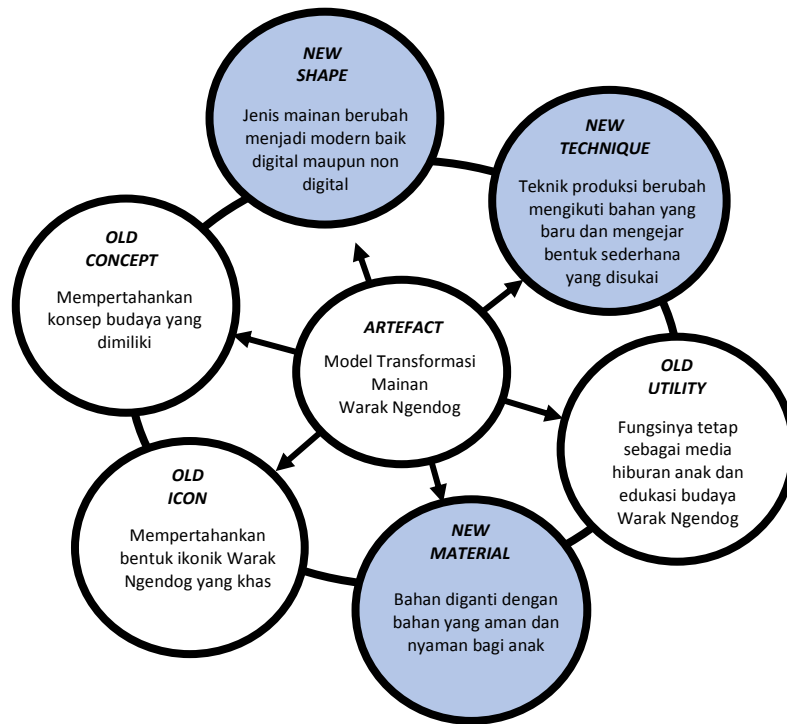 NEW
SHAPE
Jenis mainan berubah
menjadi modern baik
digital maupun non
digital
NEW
TECHNIQUE
Teknik produksi berubah
mengikuti bahan yang
baru dan mengejar
bentuk sederhana
yang disukai
OLD
CONCEPT
Mempertahankan
konsep budaya yang
dimiliki
ARTEFACT
Model Transformasi
Mainan
Warak Ngendog
OLD
UTILITY
Fungsinya tetap
sebagai media
hiburan anak dan
edukasi budaya
Warak Ngendog
OLD
ICON
Mempertahankan
bentuk ikonik Warak
Ngendog yang khas
NEW
MATERIAL
Bahan diganti dengan
bahan yang aman dan
nyaman bagi anak